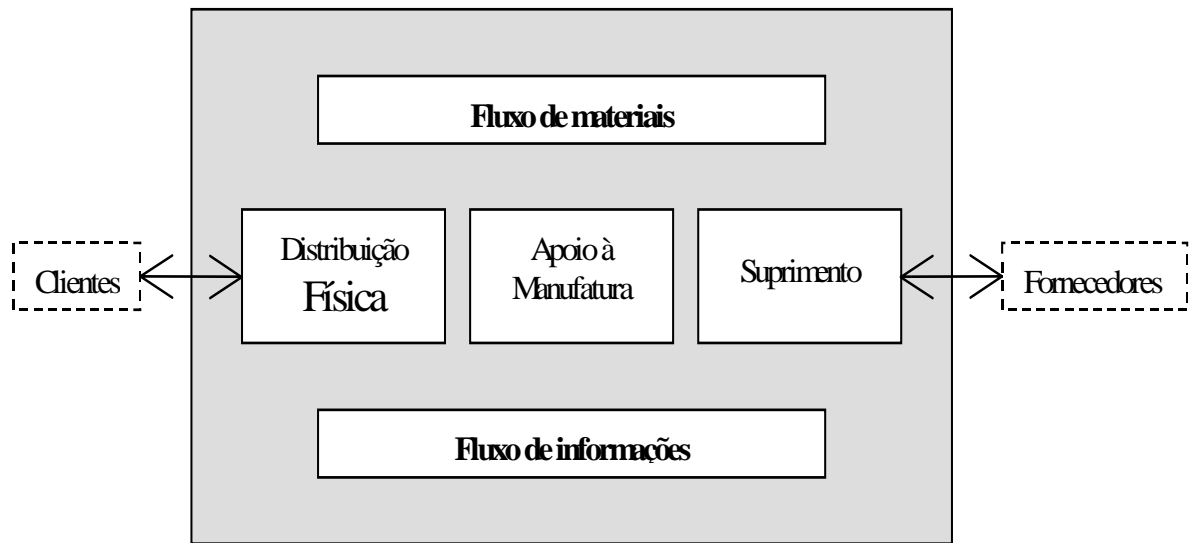 Fluxo de materiais
Clientes
Distribuição
Física
Apoio à
Manufatura
Suprimento
Fornecedores
Fluxo de informações